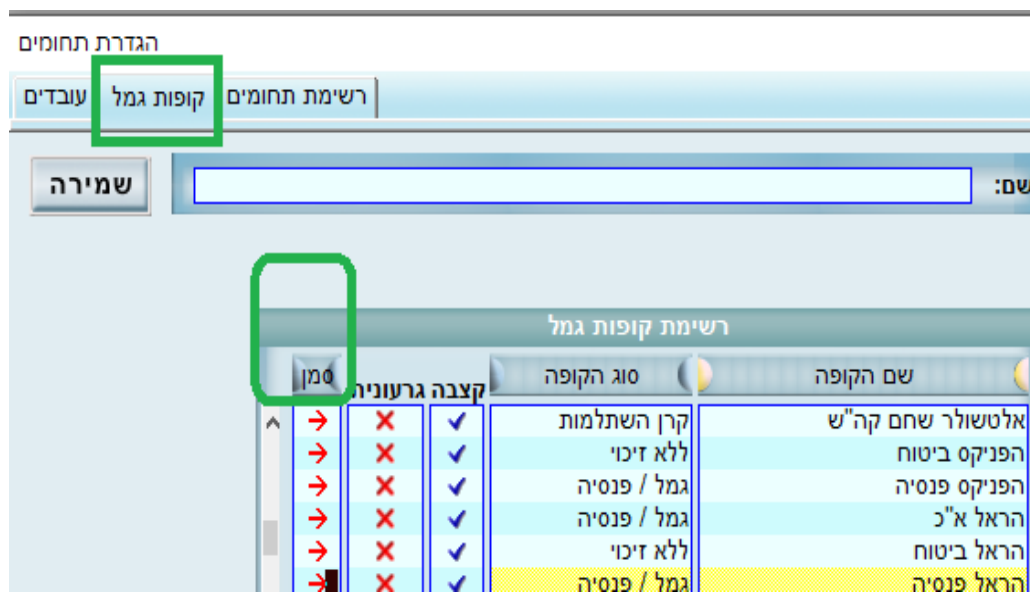 הגדרת תחומים
רשימת תחומים קופות גמל עובדים
שם: שמירה
רשימת קופות גמל
שם הקופה סוג הקופה קצבה גרעונית סמן
אלטשולר שחם קה"ש קרן השתלמות
הפניקס ביטוח ללא זיכוי
הפניקס פנסיה גמל / פנסיה
הראל א"כ גמל / פנסיה
הראל ביטוח ללא זיכוי
הראל פנסיה גמל / פנסיה